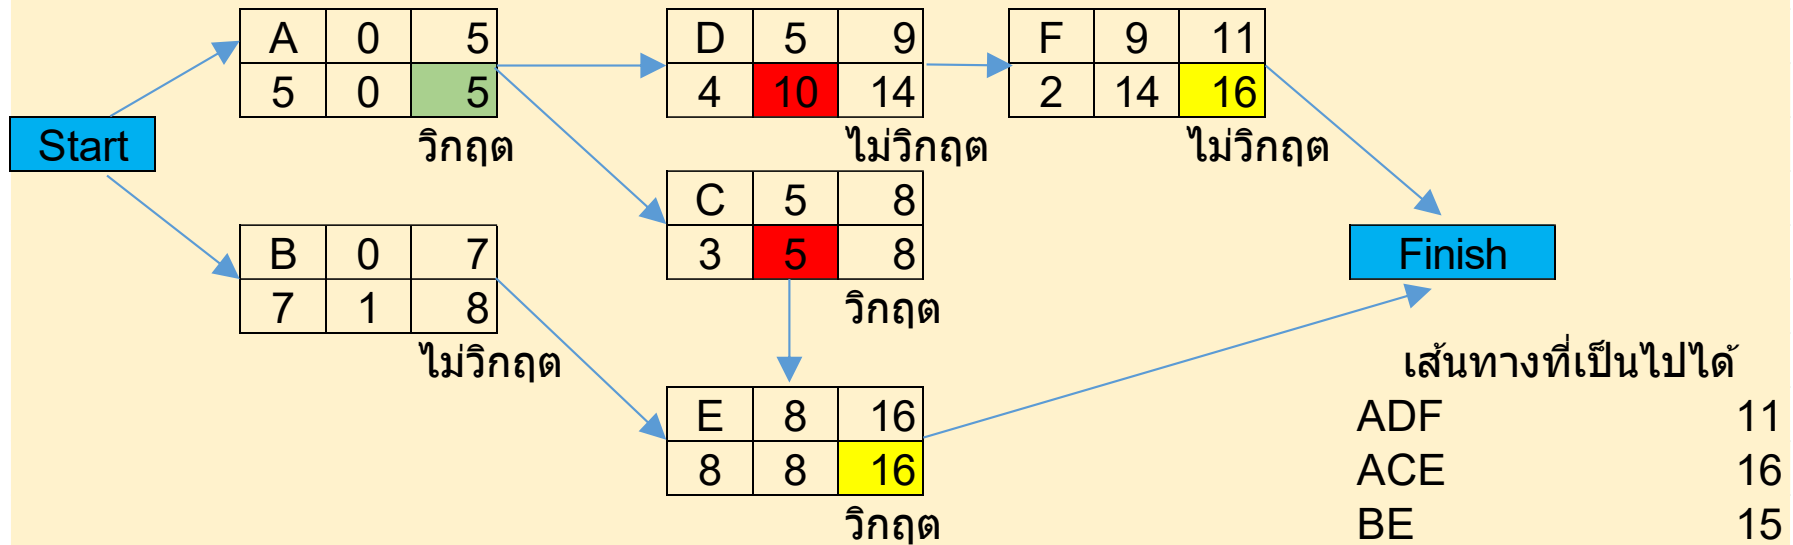 A 0 5 D 5 9 F 9 11
5 0 5 4 10 14 2 14 16
Start วิกฤต ไม่วิกฤต ไม่วิกฤต
C 5 8
B 0 7 3 5 8 Finish
7 1 8 วิกฤต
ไม่วิกฤต เส้นทางที่เป็นไปได้
E 8 16 ADF 11
8 8 16 ACE 16
วิกฤต BE 15